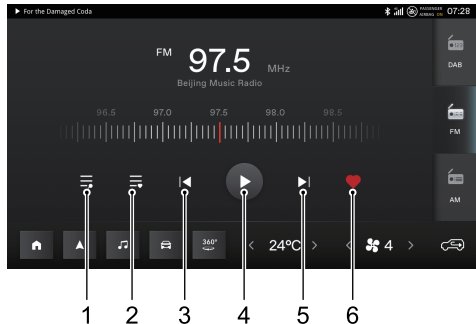 For the Damaged Coda
PASSENGER
AIRBAG ON
07:28
FM
97.5
MHz
Beijing Music Radio
96.5 97.0 97.5 98.0 98.5
DAB
FM
AM
360°
24°C
4
1 2 3 4 5 6